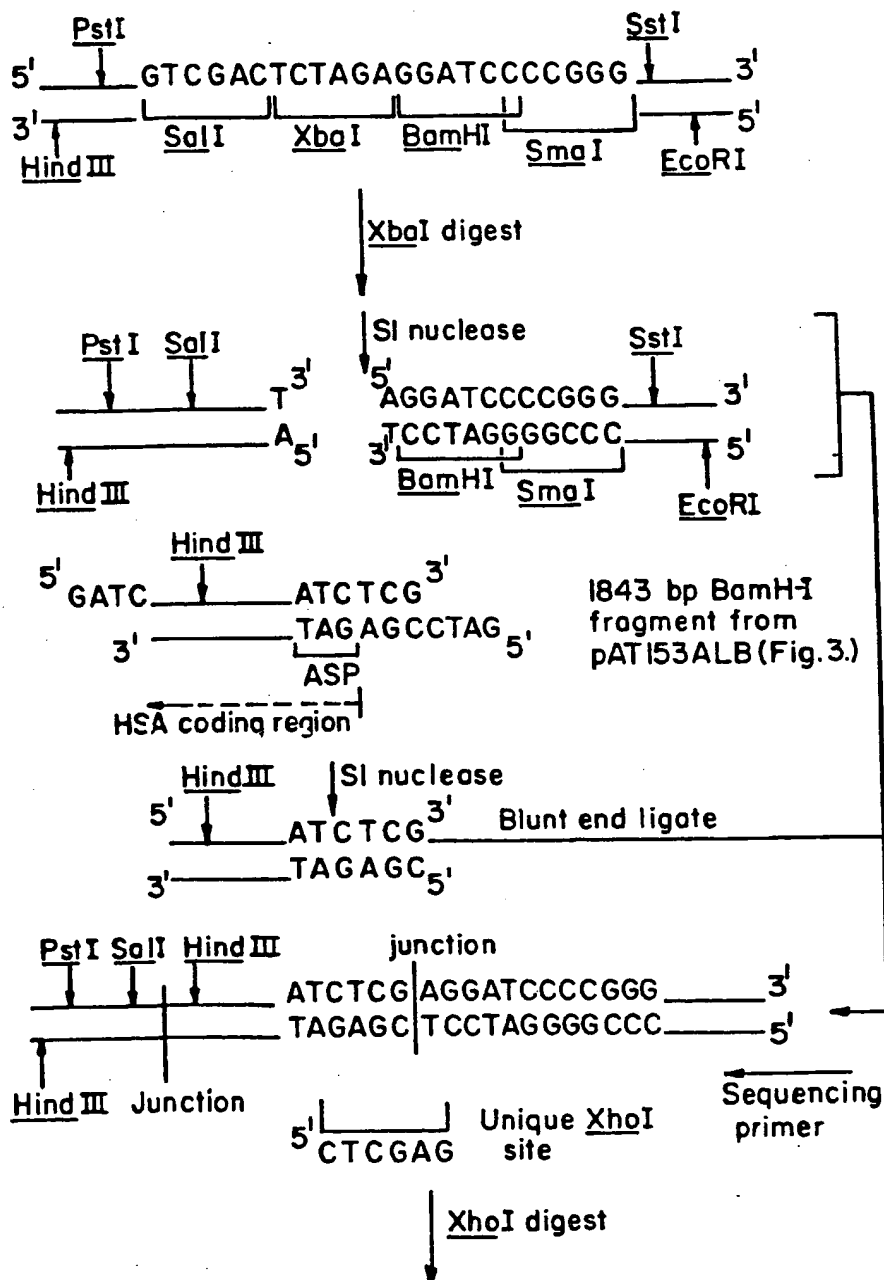 PstI SstI
5' GTCGACTCTAGAGGATCCCCGGG 3'
3' 5'
HindIII SalI XbaI BamHI SmaI EcoRI
XbaI digest
SI nuclease
PstI SalI SstI
T 3' 5' AGGATCCCCGGG 3'
A 5' 3' TCCTAGGGGCCC 5'
HindIII BamHI SmaI EcoRI
HindIII
5' GATC ATCTCG 3'
3' TAGAGCCTAG 5'
ASP
HSA coding region
1843 bp BamH-I
fragment from
pAT153ALB (Fig. 3.)
HindIII SI nuclease
5' ATCTCG 3' Blunt end ligate
3' TAGAGC 5'
PstI SalI HindIII junction
ATCTCG AGGATCCCCGGG 3'
TAGAGC TCCTAGGGGCCC 5'
HindIII Junction
Sequencing
primer
5' CTCGAG
Unique XhoI
site
XhoI digest